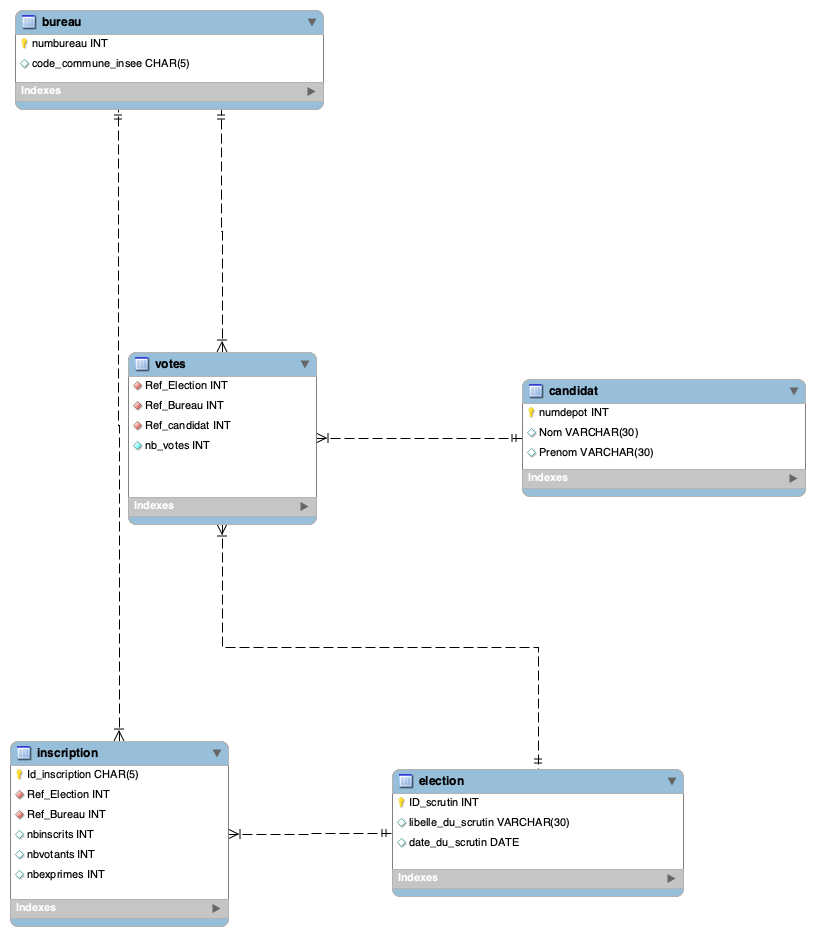 bureau
numbureau INT
code_commune_insee CHAR(5)
Indexes
votes
Ref_Election INT
Ref_Bureau INT
Ref_candidat INT
nb_votes INT
Indexes
candidat
numdepot INT
Nom VARCHAR(30)
Prenom VARCHAR(30)
Indexes
inscription
Id_inscription CHAR(5)
Ref_Election INT
Ref_Bureau INT
nbinscrits INT
nbvotants INT
nbexprimes INT
Indexes
election
ID_scrutin INT
libelle_du_scrutin VARCHAR(30)
date_du_scrutin DATE
Indexes